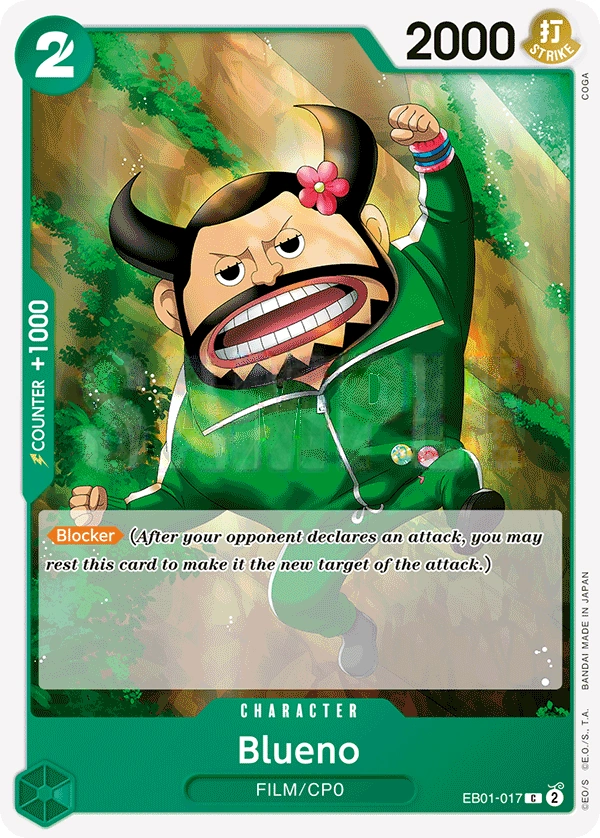 2
2000
打
STRIKE
COGA
COUNTER +1000
SAMPLE
Blocker (After your opponent declares an attack, you may
rest this card to make it the new target of the attack.)
CHARACTER
Blueno
FILM/CP0
EB01-017 C 2
©EO/S ©E.O./S., T.A. BANDAI MADE IN JAPAN